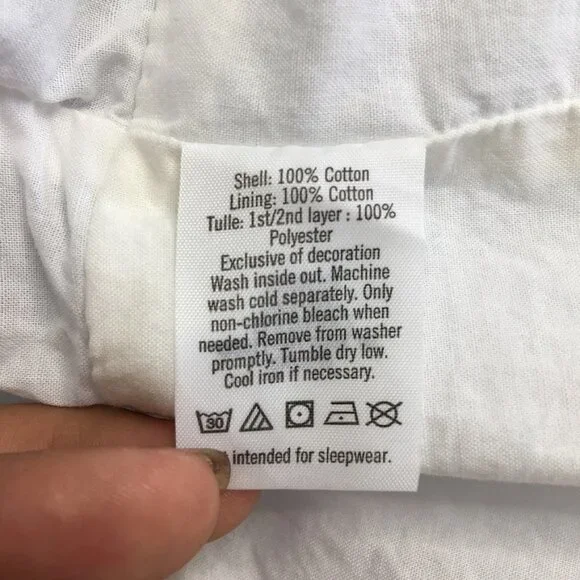 Shell: 100% Cotton
Lining: 100% Cotton
Tulle: 1st/2nd layer : 100%
Polyester
Exclusive of decoration
Wash inside out. Machine
wash cold separately. Only
non-chlorine bleach when
needed. Remove from washer
promptly. Tumble dry low.
Cool iron if necessary.
30
intended for sleepwear.